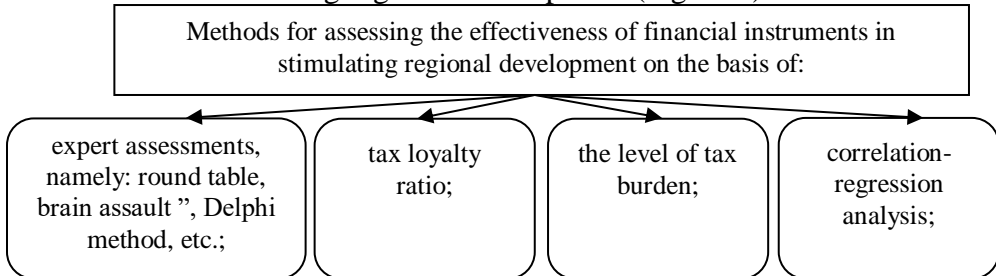 Methods for assessing the effectiveness of financial instruments in
stimulating regional development on the basis of:
expert assessments,
namely: round table,
brain assault ”, Delphi
method, etc.;
tax loyalty
ratio;
the level of tax
burden;
correlation-
regression
analysis;